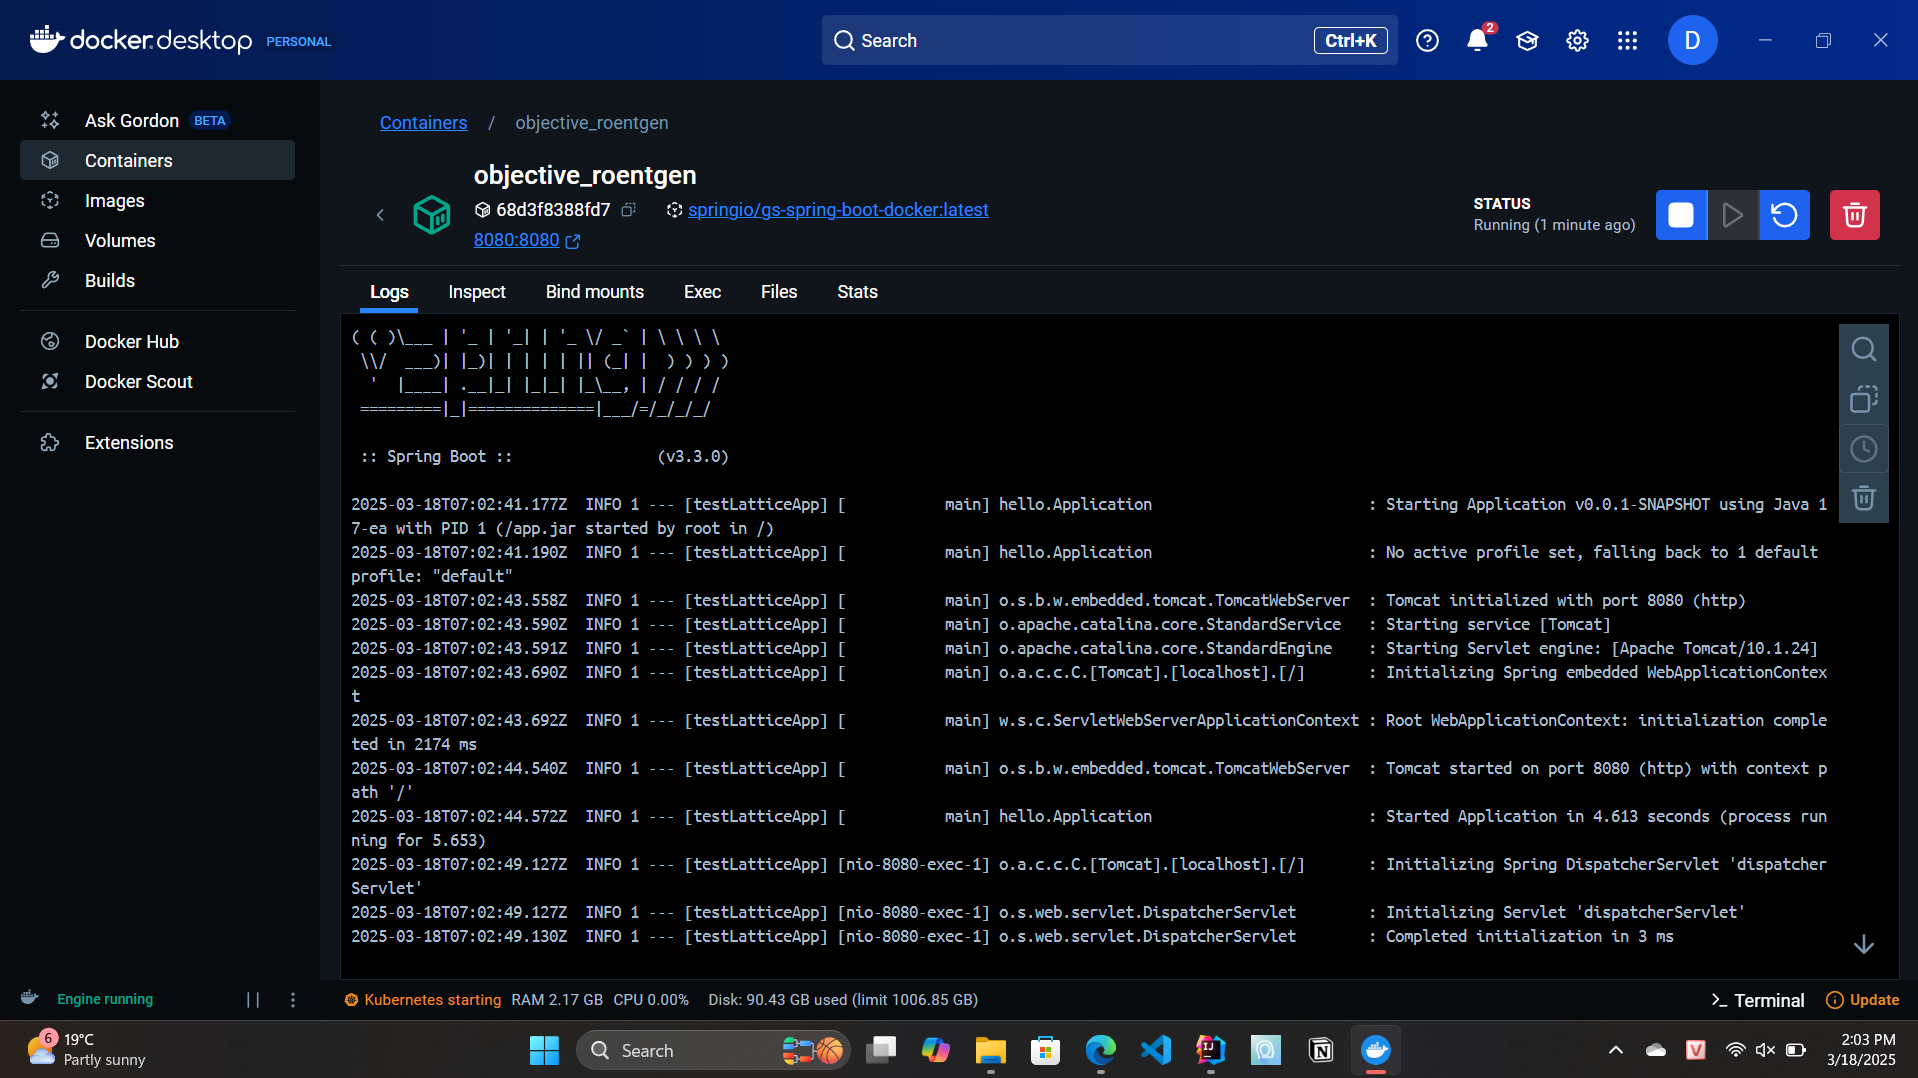 docker.desktop PERSONAL
Search Ctrl+K
2
D
Ask Gordon BETA
Containers
Images
Volumes
Builds
Docker Hub
Docker Scout
Extensions
Containers / objective_roentgen
objective_roentgen
68d3f8388fd7 springio/gs-spring-boot-docker:latest
8080:8080
STATUS
Running (1 minute ago)
Logs Inspect Bind mounts Exec Files Stats
( ( )\___ | '_ | '_| | '_ \/ _` | \ \ \ \
 \\/  ___)| |_)| | | | | || (_| |  ) ) ) )
  '  |____| .__|_| |_|_| |_\__, | / / / /
 =========|_|==============|___/=/_/_/_/
:: Spring Boot ::                (v3.3.0)
2025-03-18T07:02:41.177Z  INFO 1 --- [testLatticeApp] [           main] hello.Application                        : Starting Application v0.0.1-SNAPSHOT using Java 1
7-ea with PID 1 (/app.jar started by root in /)
2025-03-18T07:02:41.190Z  INFO 1 --- [testLatticeApp] [           main] hello.Application                        : No active profile set, falling back to 1 default
profile: "default"
2025-03-18T07:02:43.558Z  INFO 1 --- [testLatticeApp] [           main] o.s.b.w.embedded.tomcat.TomcatWebServer  : Tomcat initialized with port 8080 (http)
2025-03-18T07:02:43.590Z  INFO 1 --- [testLatticeApp] [           main] o.apache.catalina.core.StandardService   : Starting service [Tomcat]
2025-03-18T07:02:43.591Z  INFO 1 --- [testLatticeApp] [           main] o.apache.catalina.core.StandardEngine    : Starting Servlet engine: [Apache Tomcat/10.1.24]
2025-03-18T07:02:43.690Z  INFO 1 --- [testLatticeApp] [           main] o.a.c.c.C.[Tomcat].[localhost].[/]       : Initializing Spring embedded WebApplicationContex
t
2025-03-18T07:02:43.692Z  INFO 1 --- [testLatticeApp] [           main] w.s.c.ServletWebServerApplicationContext : Root WebApplicationContext: initialization comple
ted in 2174 ms
2025-03-18T07:02:44.540Z  INFO 1 --- [testLatticeApp] [           main] o.s.b.w.embedded.tomcat.TomcatWebServer  : Tomcat started on port 8080 (http) with context p
ath '/'
2025-03-18T07:02:44.572Z  INFO 1 --- [testLatticeApp] [           main] hello.Application                        : Started Application in 4.613 seconds (process run
ning for 5.653)
2025-03-18T07:02:49.127Z  INFO 1 --- [testLatticeApp] [nio-8080-exec-1] o.a.c.c.C.[Tomcat].[localhost].[/]       : Initializing Spring DispatcherServlet 'dispatcher
Servlet'
2025-03-18T07:02:49.127Z  INFO 1 --- [testLatticeApp] [nio-8080-exec-1] o.s.web.servlet.DispatcherServlet        : Initializing Servlet 'dispatcherServlet'
2025-03-18T07:02:49.130Z  INFO 1 --- [testLatticeApp] [nio-8080-exec-1] o.s.web.servlet.DispatcherServlet        : Completed initialization in 3 ms
Engine running Kubernetes starting RAM 2.17 GB CPU 0.00% Disk: 90.43 GB used (limit 1006.85 GB) >_ Terminal Update
6 19°C
Partly sunny
Search
IJ
N
V
2:03 PM
3/18/2025